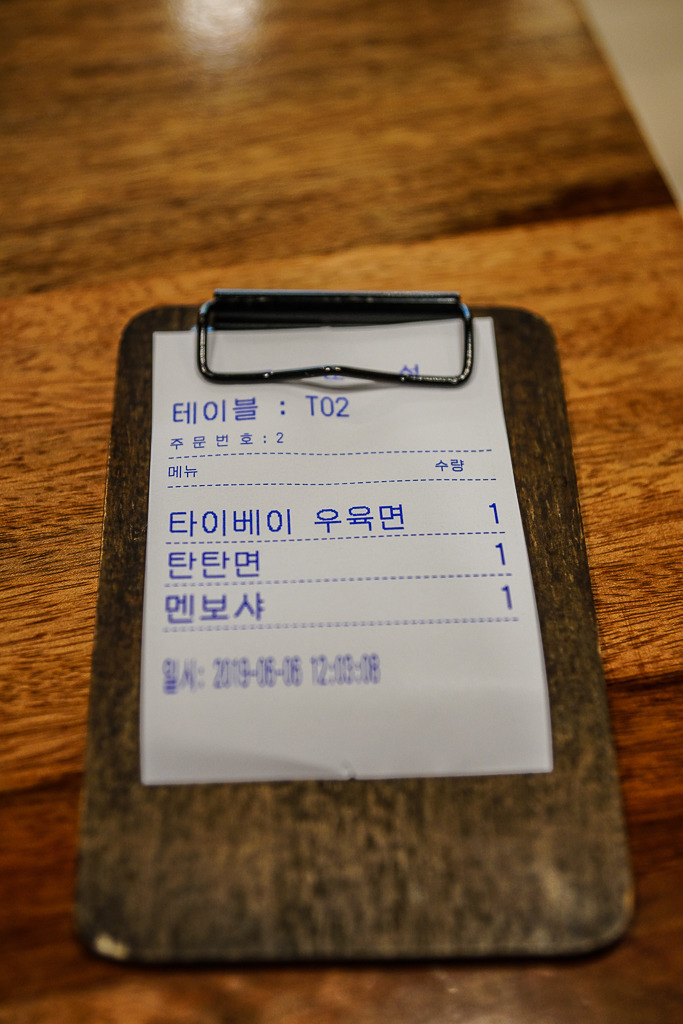 테이블 : T02
주 문 번 호 : 2
메뉴 수량
타이베이 우육면 1
탄탄면 1
멘보샤 1
일시: 2019-06-06 12:03:08